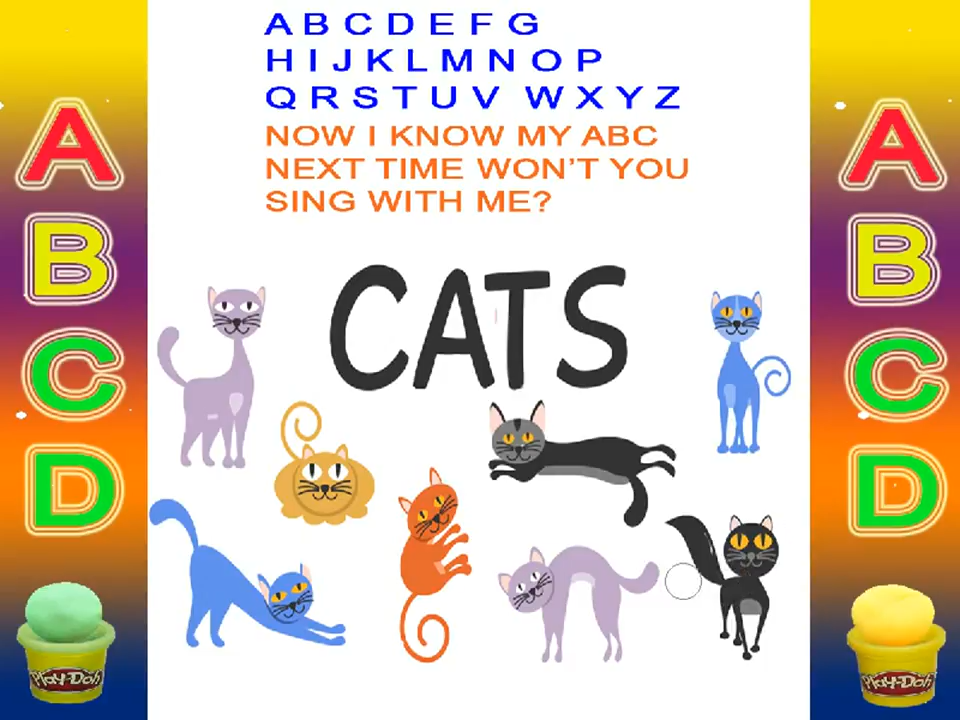 A B C D E F G
H I J K L M N O P
Q R S T U V W X Y Z
NOW I KNOW MY ABC
NEXT TIME WON'T YOU
SING WITH ME?
CATS
A
B
C
D
Play-Doh
A
B
C
D
Play-Doh